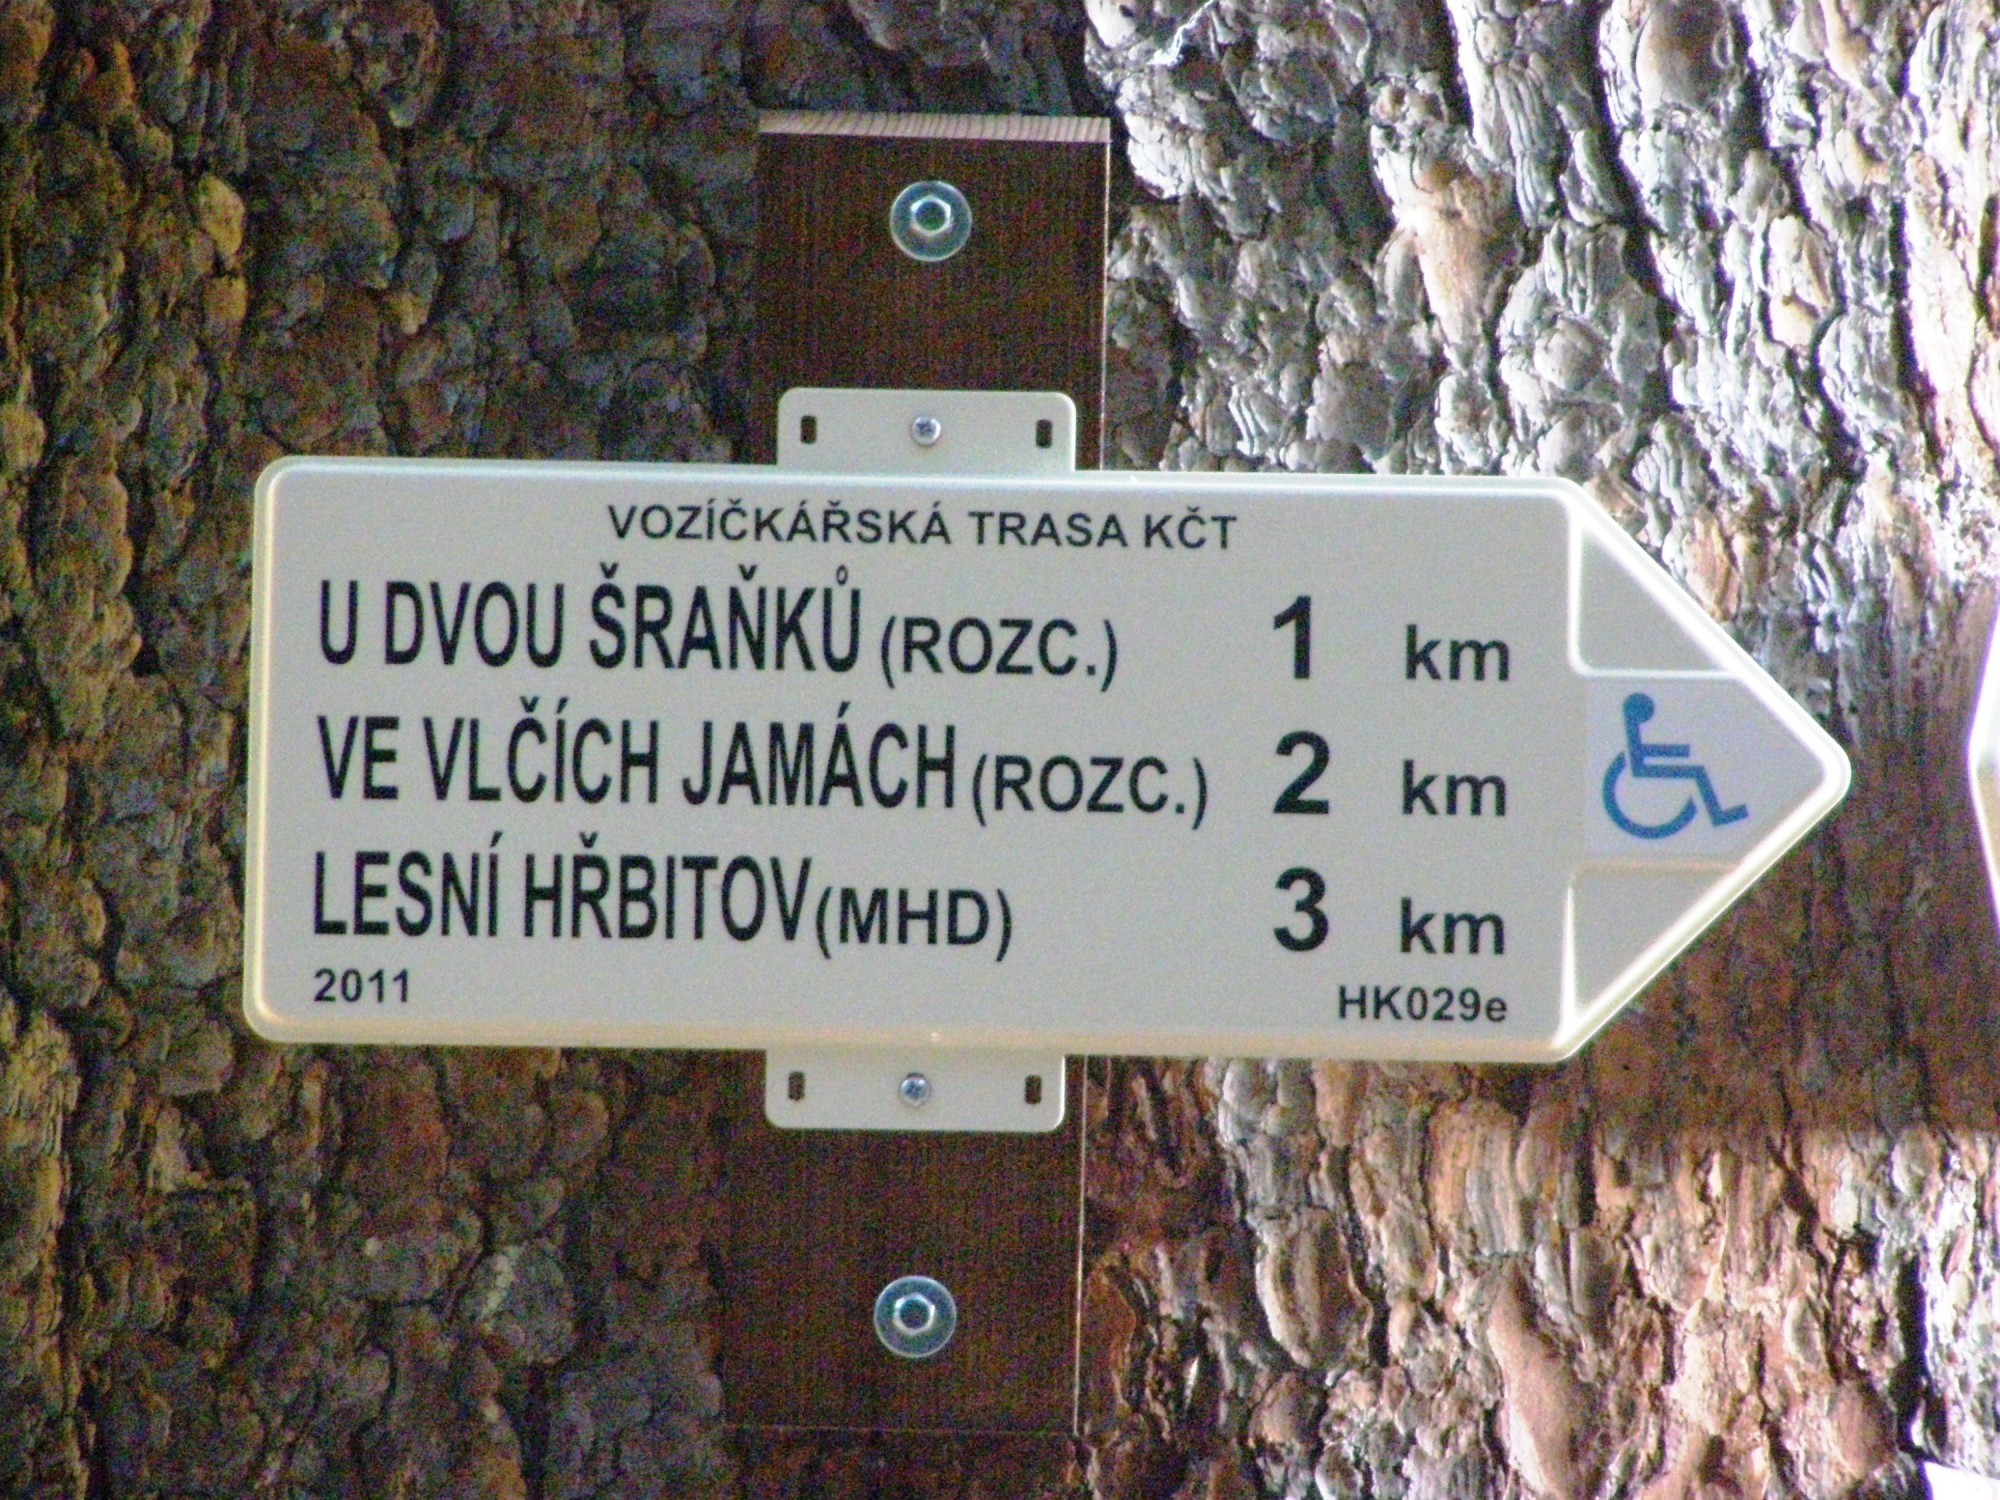 VOZÍČKÁŘSKÁ TRASA KČT
U DVOU ŠRAŇKŮ (ROZC.) 1 km
VE VLČÍCH JAMÁCH (ROZC.) 2 km
LESNÍ HŘBITOV (MHD) 3 km
2011 HK029e